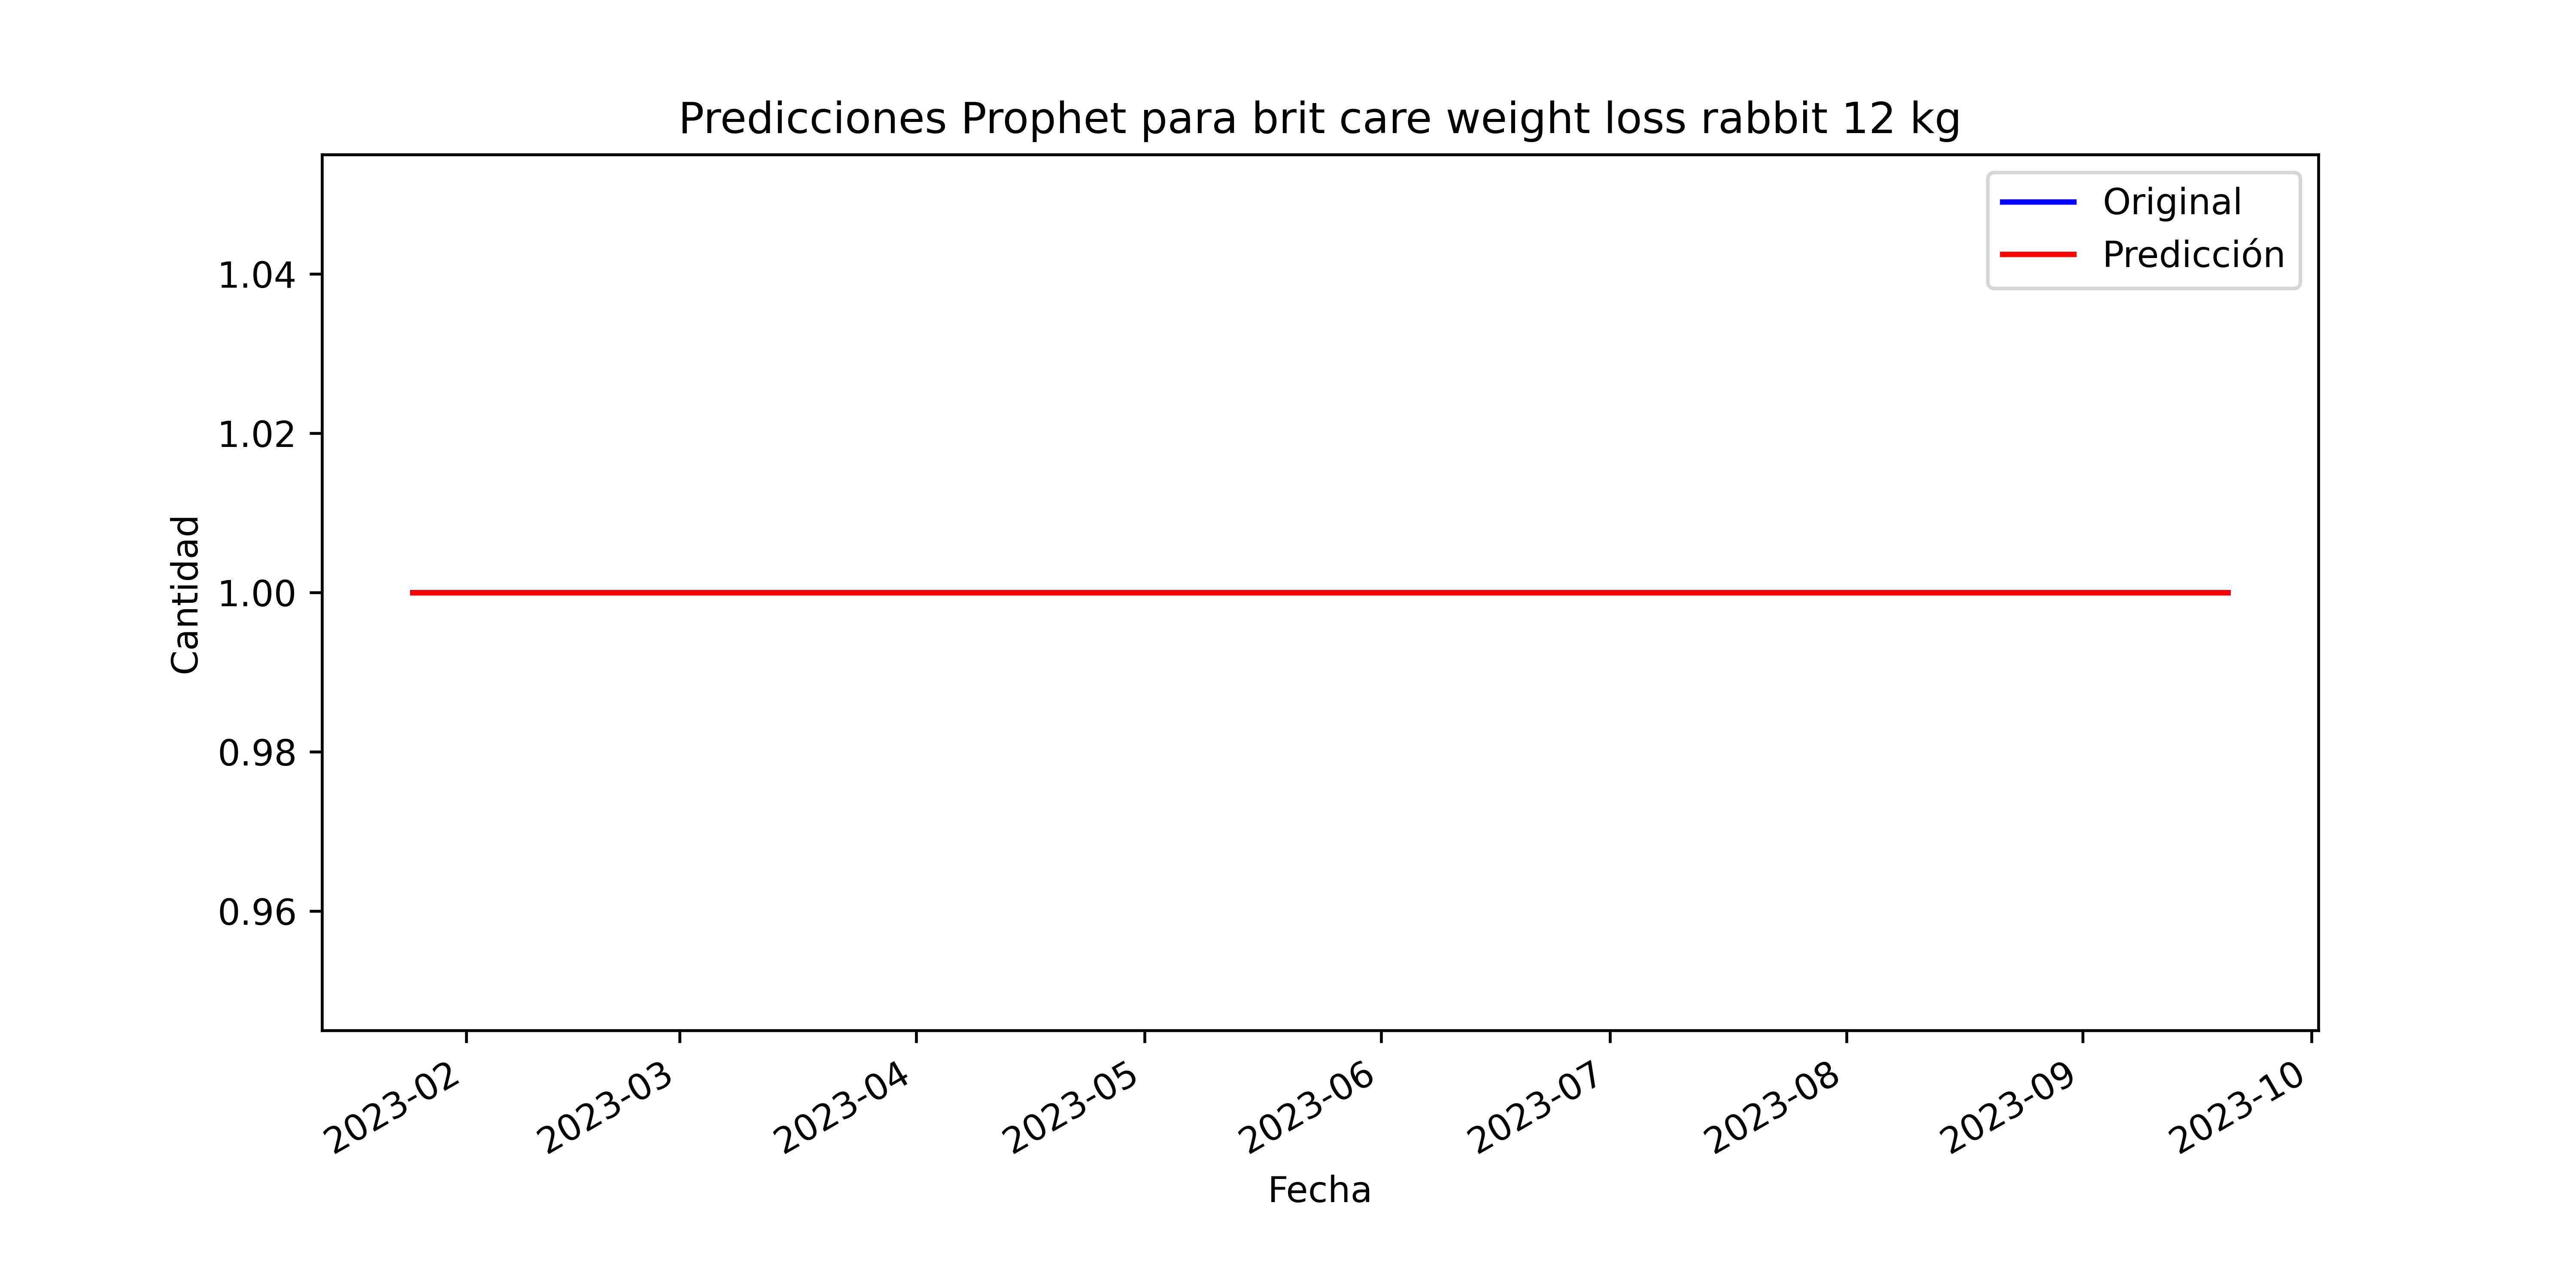 Predicciones Prophet para brit care weight loss rabbit 12 kg
Original
Predicción
1.04
1.02
1.00
0.98
0.96
Cantidad
2023-02
2023-03
2023-04
2023-05
2023-06
2023-07
2023-08
2023-09
2023-10
Fecha